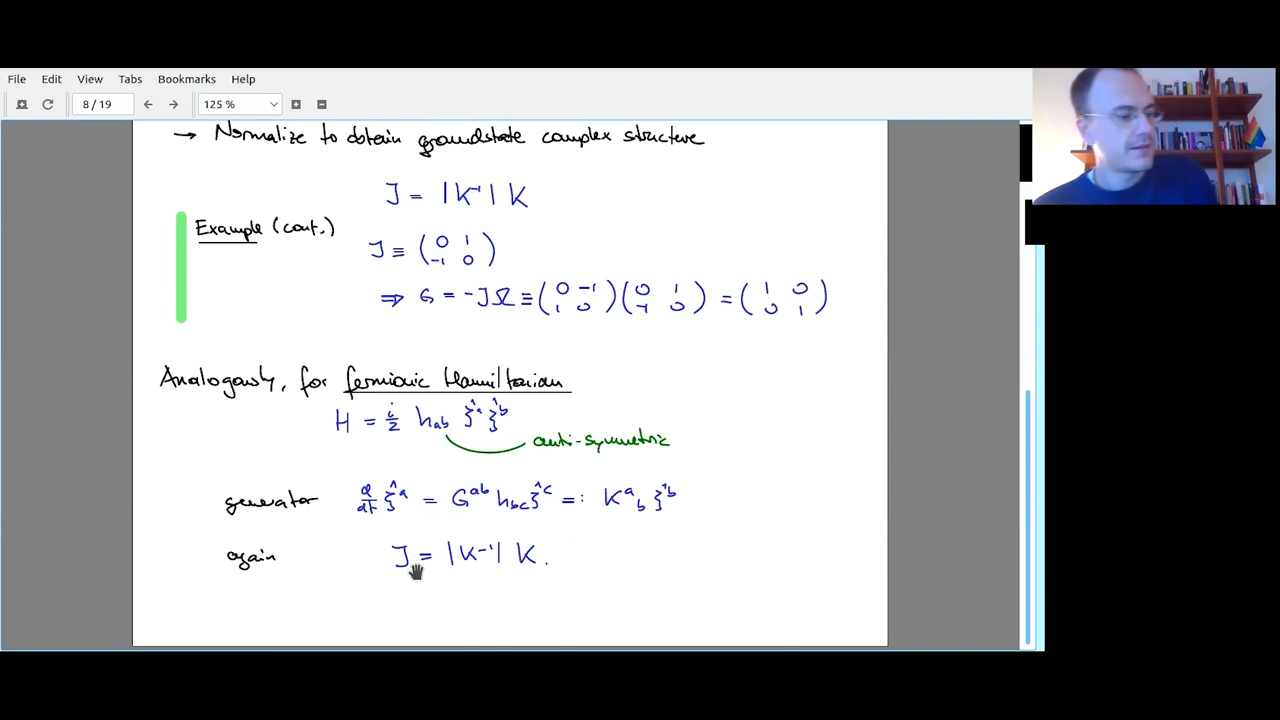 File Edit View Tabs Bookmarks Help
8 / 19 125 %
→ Normalize to obtain groundstate complex structure
J = |K⁻¹| K
Example (cont.)
J ≡ ( 0 1 -1 0 )
⇒ G = -JΩ ≡ ( 0 -1 1 0 ) ( 0 1 -1 0 ) = ( 1 0 0 1 )
Analogously, for fermionic Hamiltonian
H = i/2 h_ab ξ̂^a ξ̂^b
anti-symmetric
generator d/dt ξ̂^a = G^ab h_bc ξ̂^c =: K^a_b ξ̂^b
again J = |K⁻¹| K.